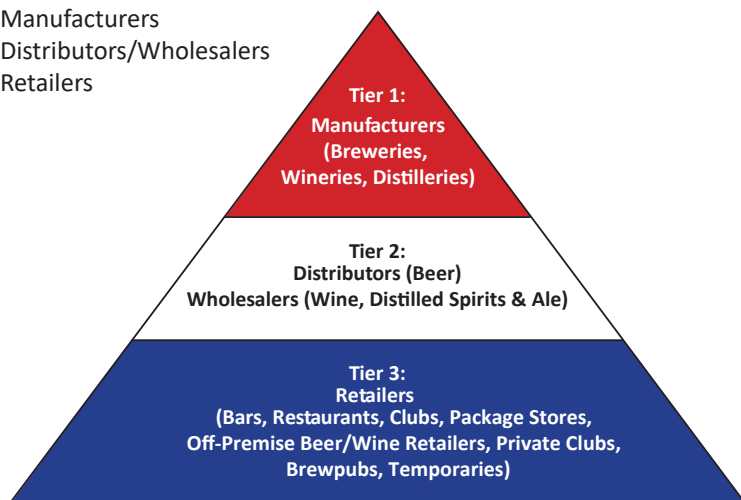 Manufacturers
Distributors/Wholesalers
Retailers
Tier 1:
Manufacturers
(Breweries,
Wineries, Distilleries)
Tier 2:
Distributors (Beer)
Wholesalers (Wine, Distilled Spirits & Ale)
Tier 3:
Retailers
(Bars, Restaurants, Clubs, Package Stores,
Off-Premise Beer/Wine Retailers, Private Clubs,
Brewpubs, Temporaries)